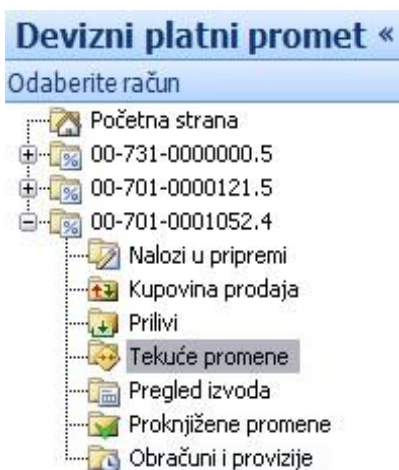 Devizni platni promet «
Odaberite račun
Početna strana
00-731-0000000.5
00-701-0000121.5
00-701-0001052.4
Nalozi u pripremi
Kupovina prodaja
Prilivi
Tekuće promene
Pregled izvoda
Proknjižene promene
Obračuni i provizije